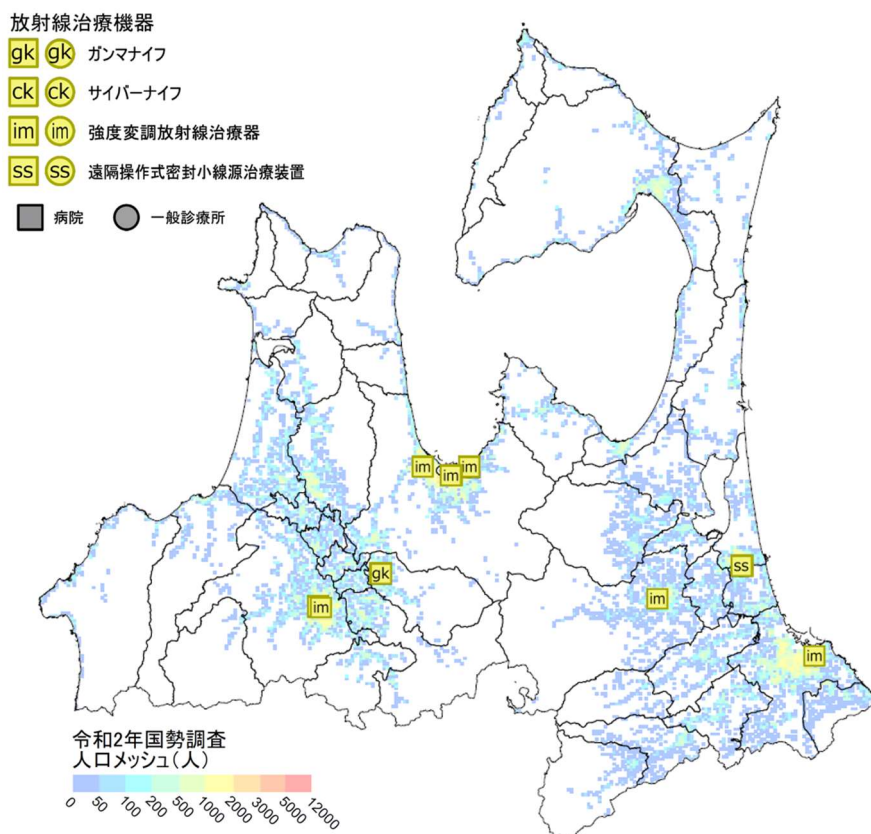 放射線治療機器
gk gk ガンマナイフ
ck ck サイバーナイフ
im im 強度変調放射線治療器
ss ss 遠隔操作式密封小線源治療装置
病院 一般診療所
im im
im
gk
ss
im
im
im
令和2年国勢調査
人口メッシュ(人)
0 50 100 200 500 1000 2000 3000 5000 12000